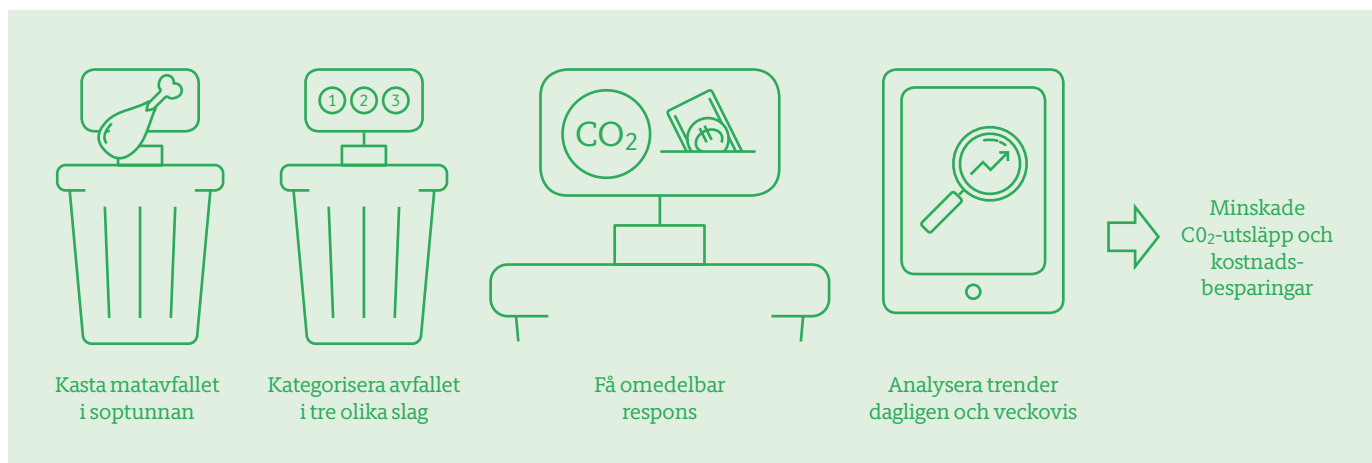 1 2 3
CO₂
Kasta matavfallet
i soptunnan
Kategorisera avfallet
i tre olika slag
Få omedelbar
respons
Analysera trender
dagligen och veckovis
Minskade
C0₂-utsläpp och
kostnads-
besparingar